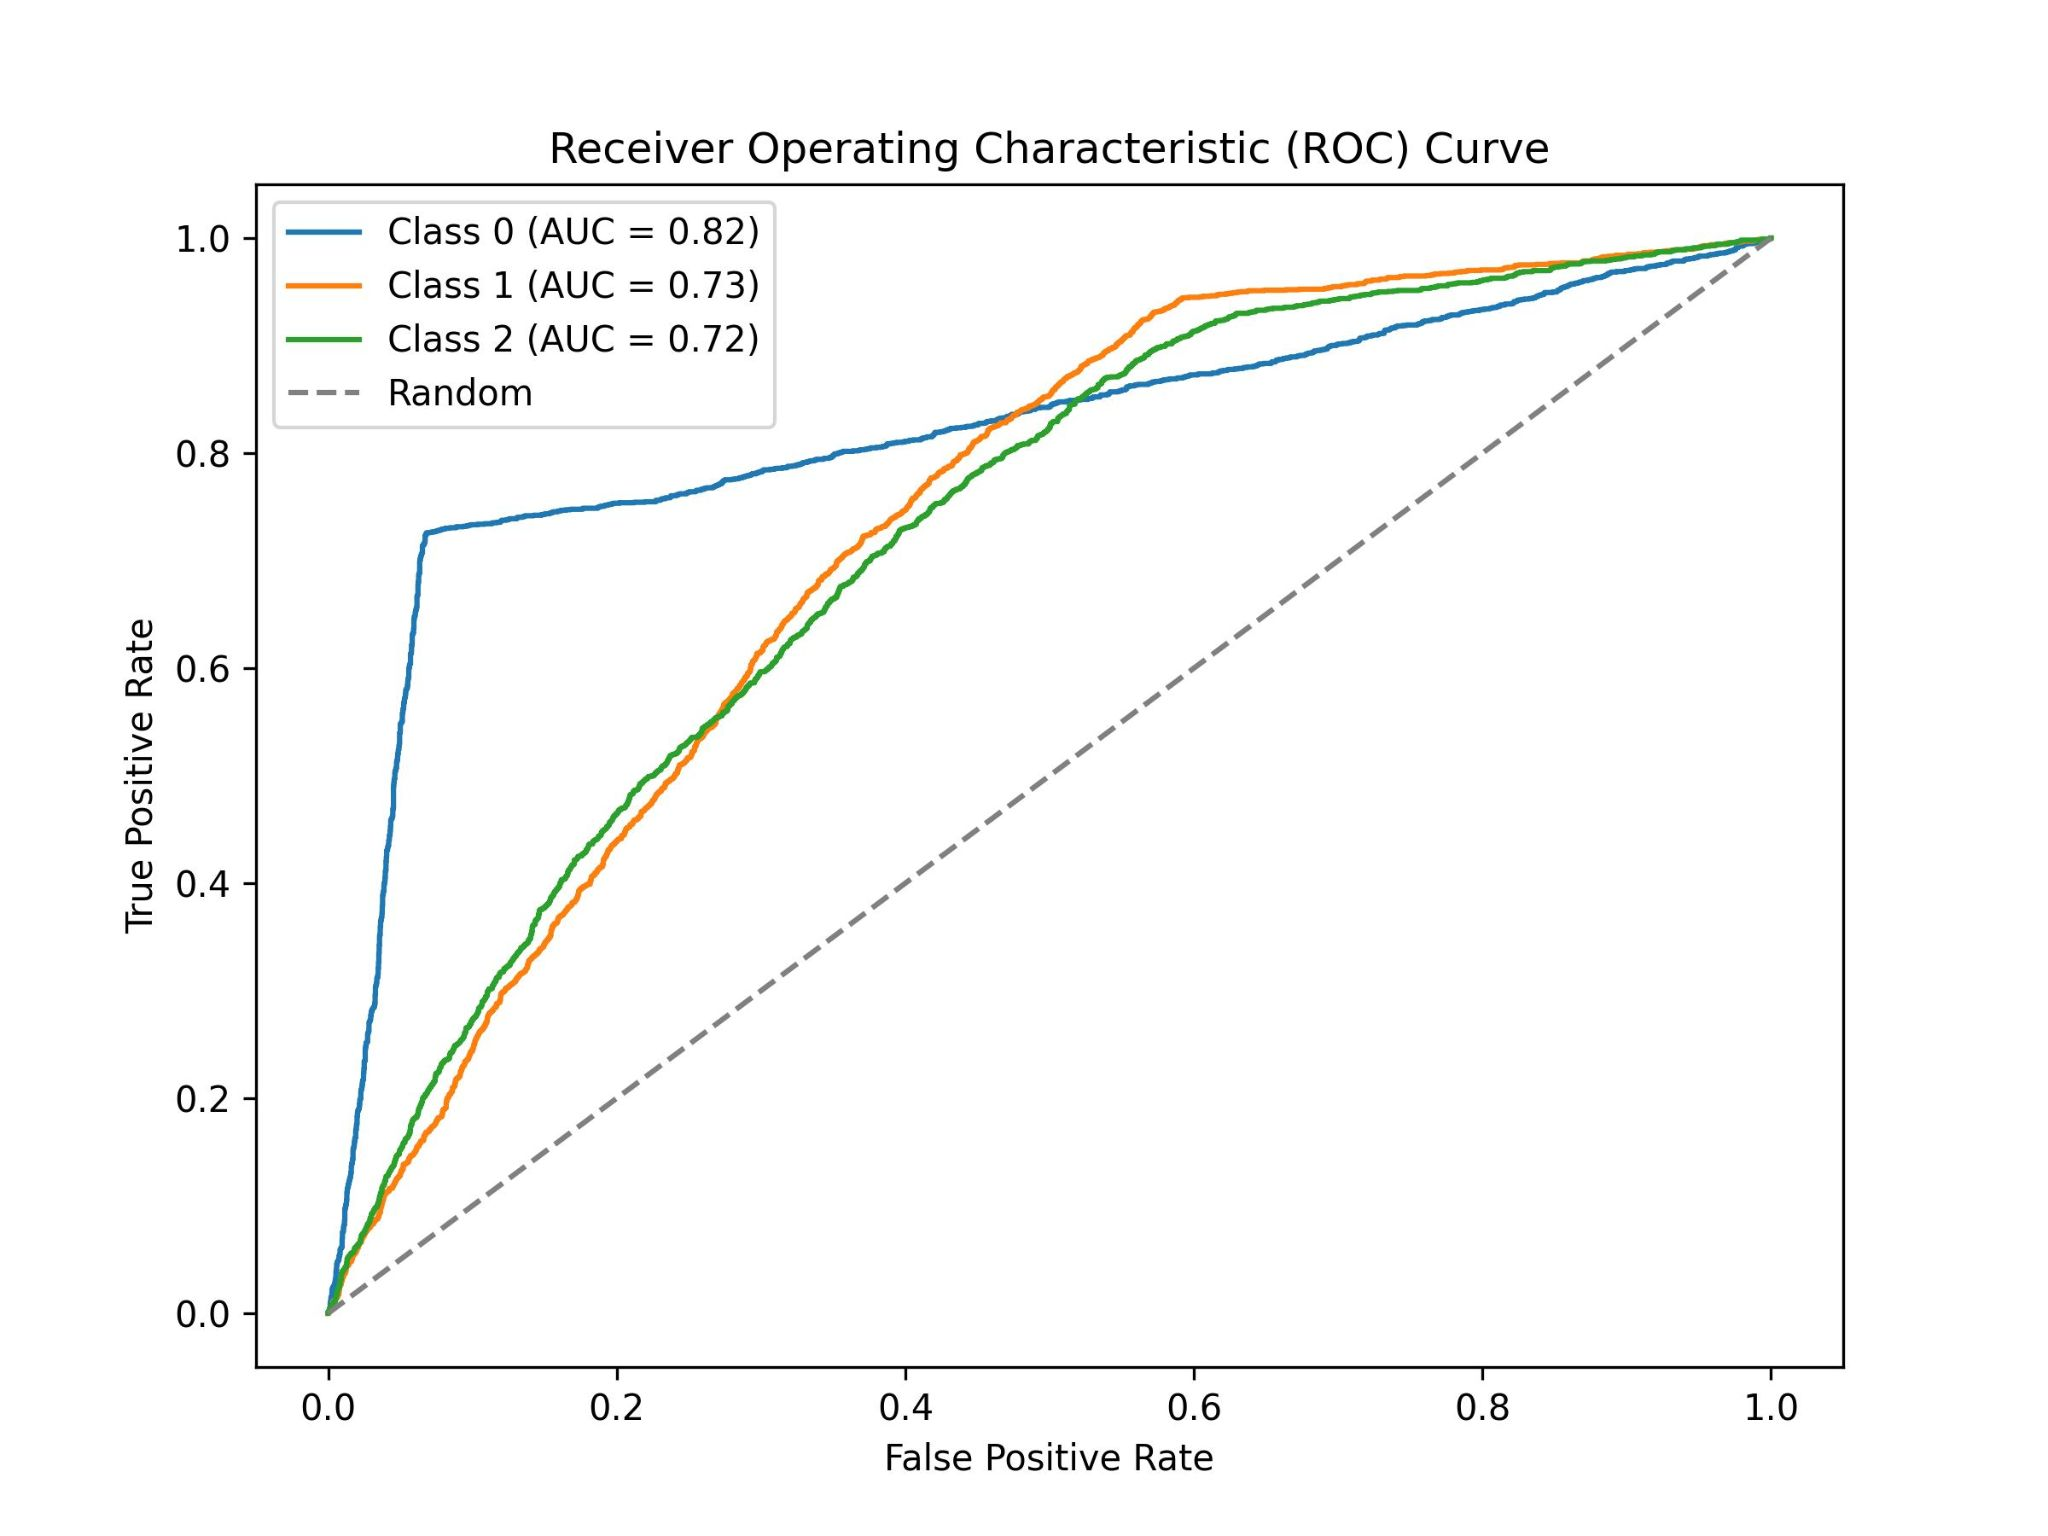 Receiver Operating Characteristic (ROC) Curve
Class 0 (AUC = 0.82)
Class 1 (AUC = 0.73)
Class 2 (AUC = 0.72)
Random
1.0
0.8
0.6
0.4
0.2
0.0
True Positive Rate
0.0 0.2 0.4 0.6 0.8 1.0
False Positive Rate